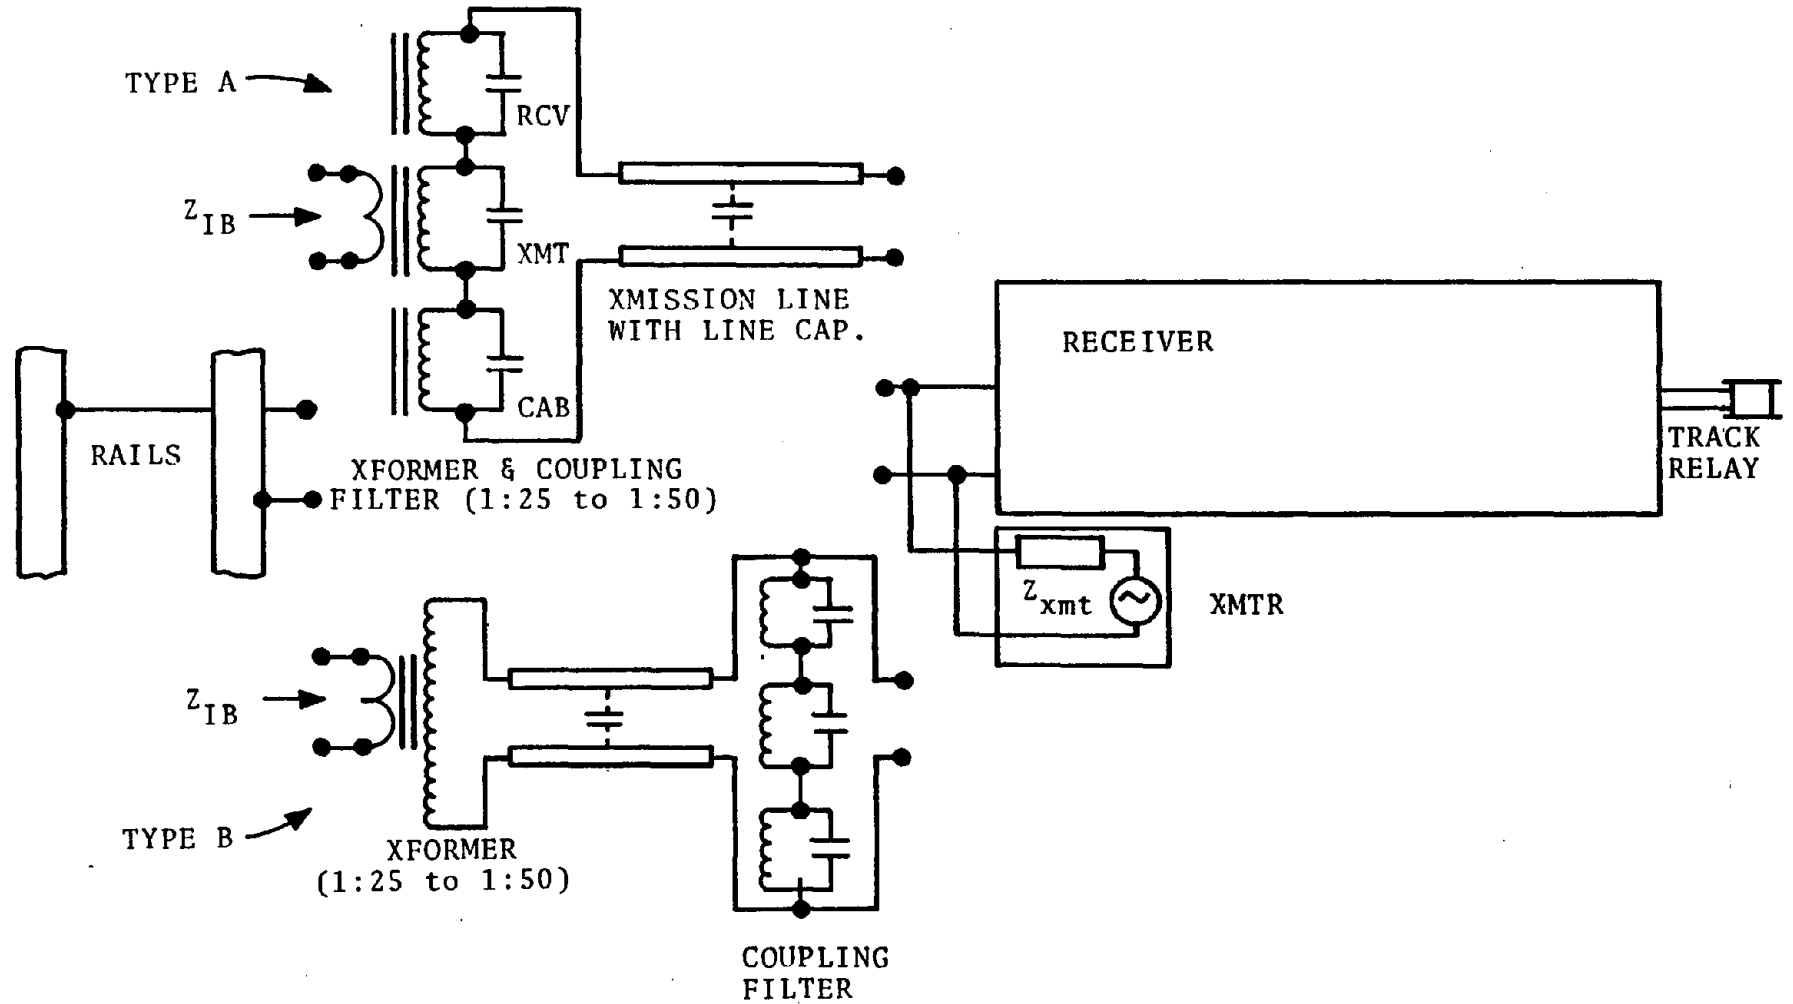 TYPE A
RCV
Z IB
XMT
XMISSION LINE
WITH LINE CAP.
RECEIVER
CAB
RAILS
TRACK
RELAY
XFORMER & COUPLING
FILTER (1:25 to 1:50)
Z xmt
XMTR
Z IB
TYPE B
XFORMER
(1:25 to 1:50)
COUPLING
FILTER